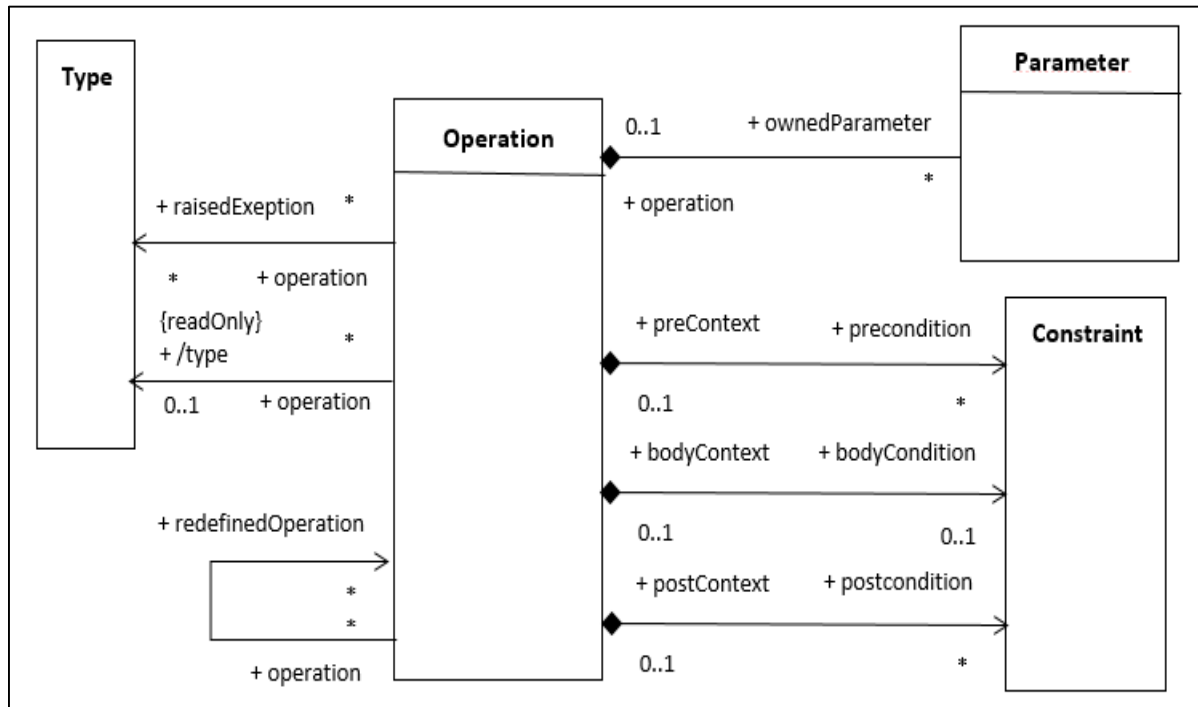 Type
Operation
Parameter
0..1
+ ownedParameter
*
+ operation
+ raisedExeption
*
*
+ operation
{readOnly}
+ /type
*
0..1
+ operation
+ preContext
+ precondition
Constraint
0..1
*
+ bodyContext
+ bodyCondition
0..1
0..1
+ redefinedOperation
*
*
+ operation
+ postContext
+ postcondition
0..1
*